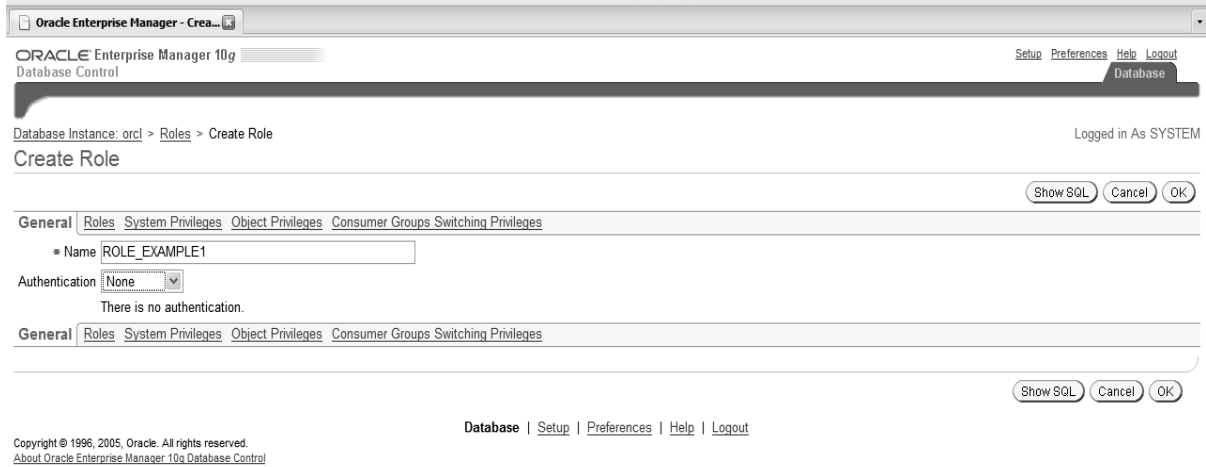 Oracle Enterprise Manager - Crea...
ORACLE Enterprise Manager 10g
Database Control
Setup Preferences Help Logout
Database
Database Instance: orcl > Roles > Create Role
Logged in As SYSTEM
Create Role
Show SQL Cancel OK
General Roles System Privileges Object Privileges Consumer Groups Switching Privileges
* Name ROLE_EXAMPLE1
Authentication None
There is no authentication.
General Roles System Privileges Object Privileges Consumer Groups Switching Privileges
Show SQL Cancel OK
Database | Setup | Preferences | Help | Logout
Copyright © 1996, 2005, Oracle. All rights reserved.
About Oracle Enterprise Manager 10g Database Control